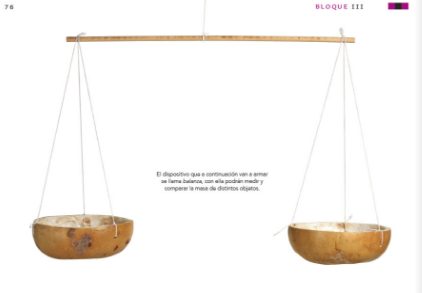 76
BLOQUE III
El dispositivo que a continuación van a armar
se llama balanza, con ella podrán medir y
comparar la masa de distintos objetos.